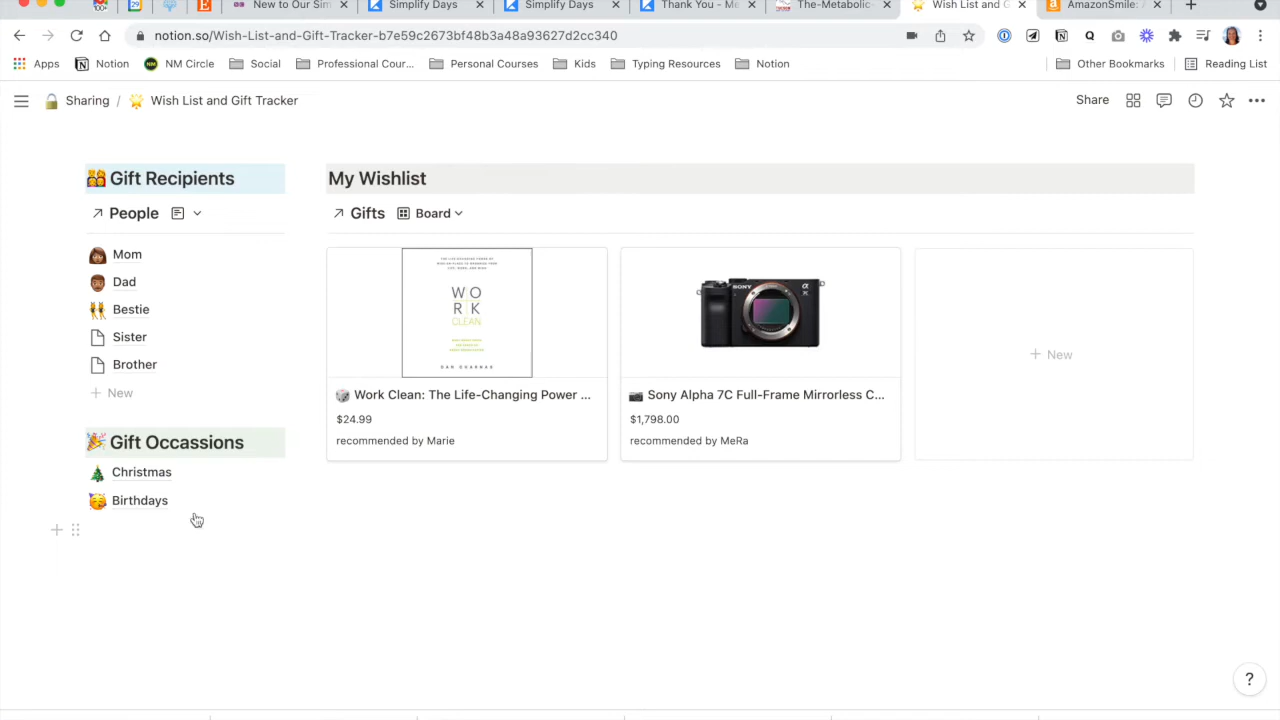 New to Our Sim
Simplify Days
Simplify Days
Thank You - Me
The-Metabolic-
Wish List and G
AmazonSmile: A
notion.so/Wish-List-and-Gift-Tracker-b7e59c2673bf48b3a48a93627d2cc340
Apps
Notion
NM Circle
Social
Professional Cour...
Personal Courses
Kids
Typing Resources
Notion
Other Bookmarks
Reading List
Sharing / Wish List and Gift Tracker
Share
Gift Recipients
People
Mom
Dad
Bestie
Sister
Brother
New
Gift Occassions
Christmas
Birthdays
My Wishlist
Gifts
Board
WO
RK
CLEAN
Work Clean: The Life-Changing Power ...
$24.99
recommended by Marie
SONY
Sony Alpha 7C Full-Frame Mirrorless C...
$1,798.00
recommended by MeRa
New
?